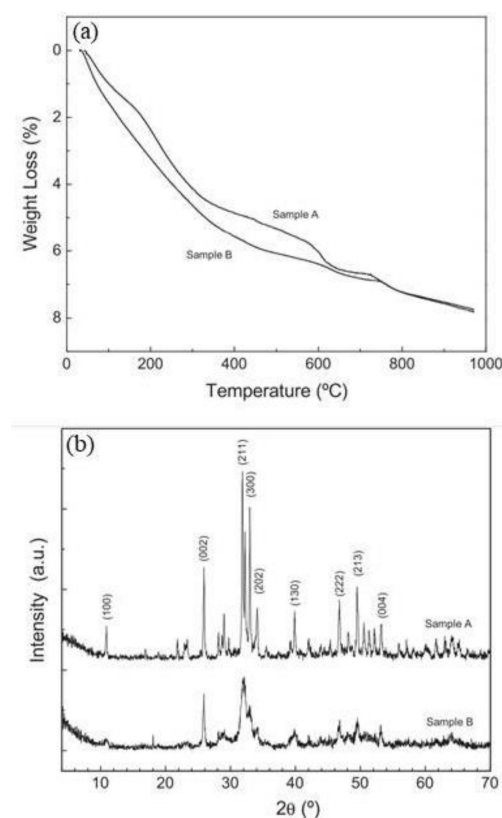 (a)
0
2
4
6
8
Weight Loss (%)
Sample A
Sample B
0 200 400 600 800 1000
Temperature (ºC)
(b)
(100)
(002)
(211)
(300)
(202)
(130)
(222)
(213)
(004)
Intensity (a.u.)
Sample A
Sample B
10 20 30 40 50 60 70
2θ (º)